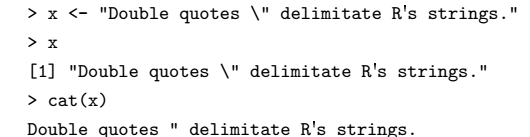 > x <- "Double quotes \" delimitate R's strings."
> x
[1] "Double quotes \" delimitate R's strings."
> cat(x)
Double quotes " delimitate R's strings.